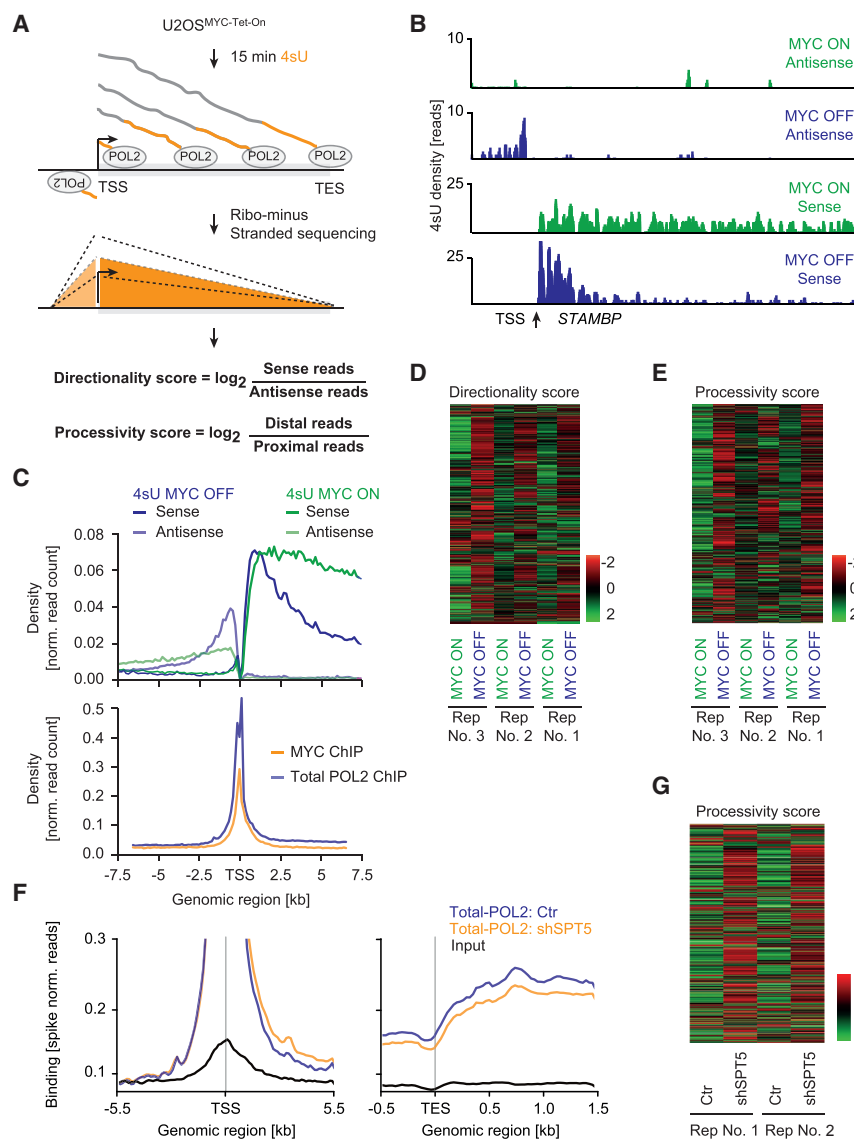 A
U2OS MYC-Tet-On
15 min 4sU
POL2
POL2
POL2
POL2
POL2
TSS
TES
Ribo-minus
Stranded sequencing
Directionality score = log2 Sense reads
Antisense reads
Processivity score = log2 Distal reads
Proximal reads
B
4sU density [reads]
10
MYC ON
Antisense
10
MYC OFF
Antisense
25
MYC ON
Sense
25
MYC OFF
Sense
TSS
STAMBP
C
4sU MYC OFF
Sense
Antisense
4sU MYC ON
Sense
Antisense
Density
[norm. read count]
0.08
0.06
0.04
0.02
0.00
Density
[norm. read count]
0.5
0.4
0.3
0.2
0.1
0.0
MYC ChIP
Total POL2 ChIP
-7.5 -5.0 -2.5 TSS 2.5 5.0 7.5
Genomic region [kb]
D
Directionality score
-2
0
2
MYC ON
MYC OFF
MYC ON
MYC OFF
MYC ON
MYC OFF
Rep No. 3
Rep No. 2
Rep No. 1
E
Processivity score
-2
0
2
MYC ON
MYC OFF
MYC ON
MYC OFF
MYC ON
MYC OFF
Rep No. 3
Rep No. 2
Rep No. 1
F
Binding [spike norm. reads]
0.3
0.2
0.1
-5.5 TSS 5.5
Genomic region [kb]
Total-POL2: Ctr
Total-POL2: shSPT5
Input
-0.5 TES 0.5 1.0 1.5
Genomic region [kb]
G
Processivity score
Ctr
shSPT5
Ctr
shSPT5
Rep No. 1 Rep No. 2